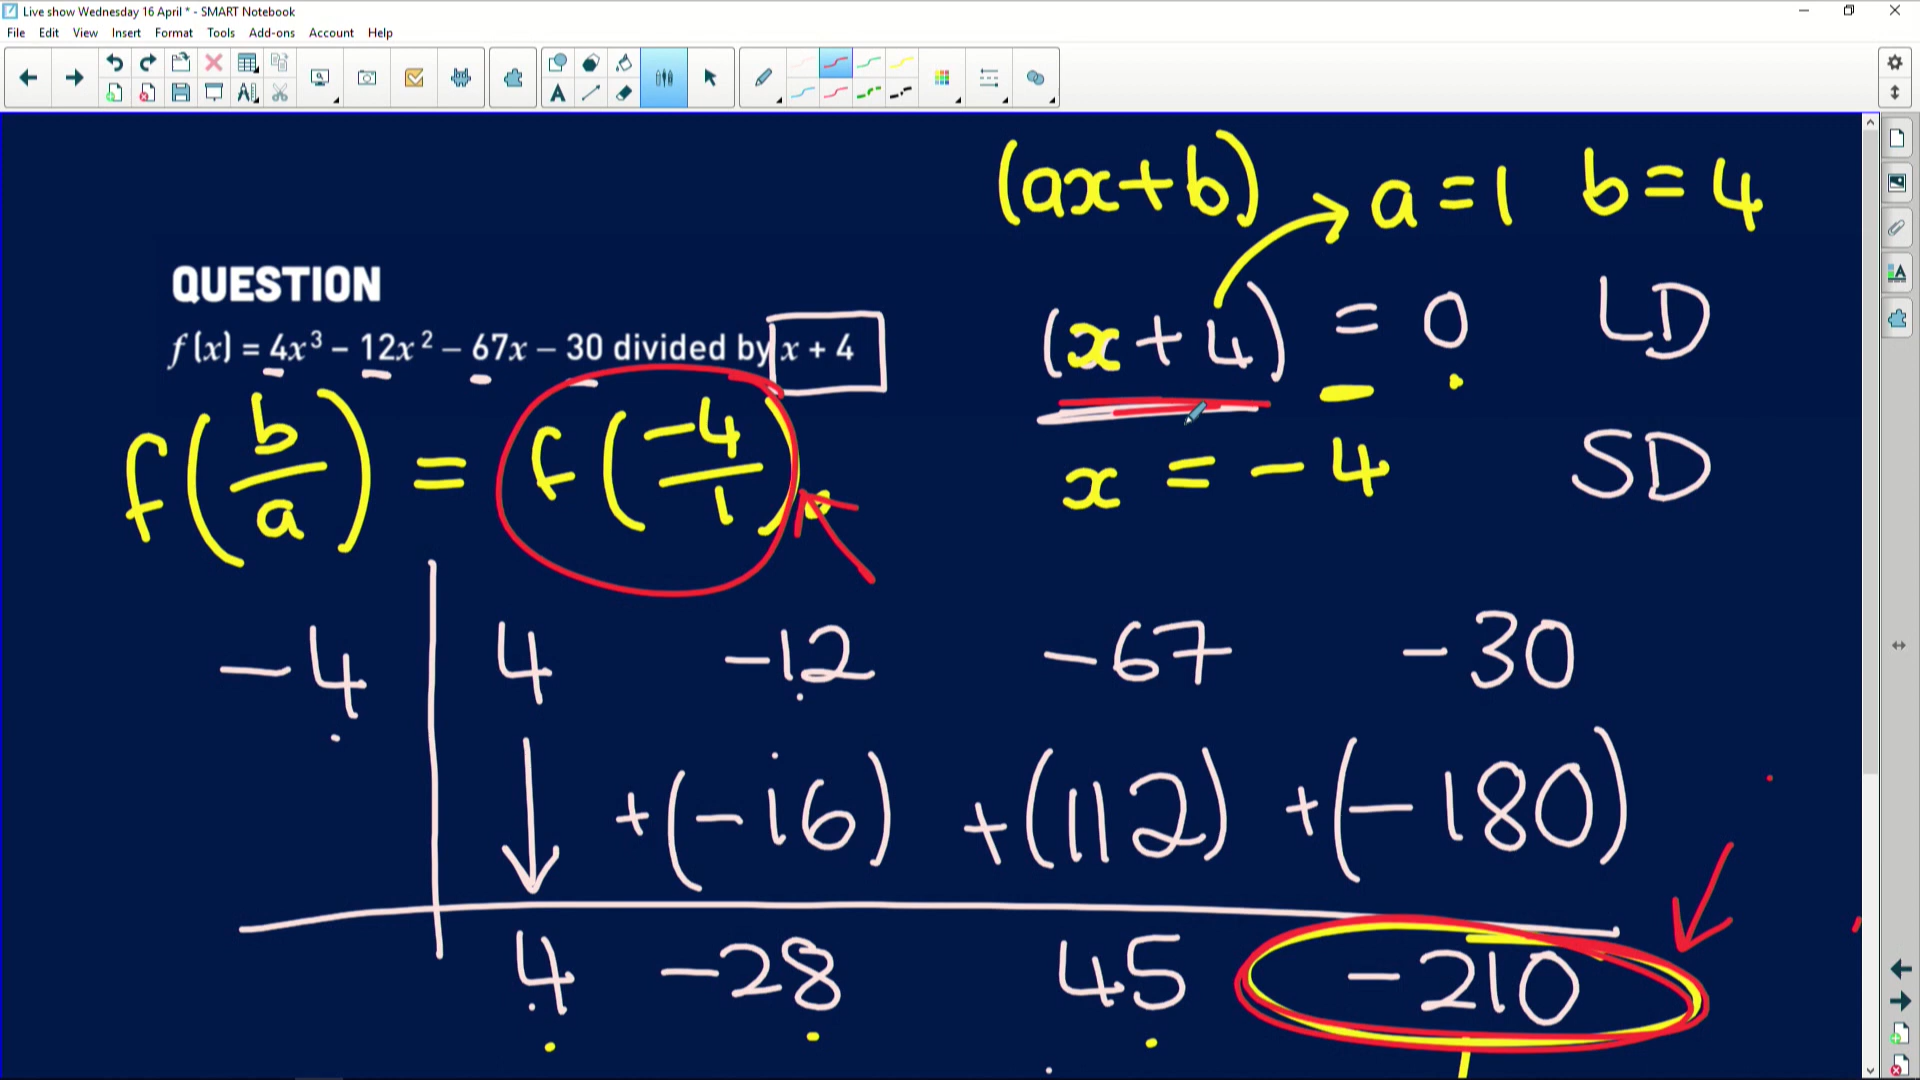 Live show Wednesday 16 April * - SMART Notebook
File Edit View Insert Format Tools Add-ons Account Help
(ax+b) a=1 b=4
QUESTION
f(x) = 4x³ – 12x² – 67x – 30 divided by x + 4
(x+4) = 0 LD
f(b/a) = f(-4/1)
x = -4 SD
-4 4 -12 -67 -30
+(-16) +(112) +(-180)
4 -28 45 -210